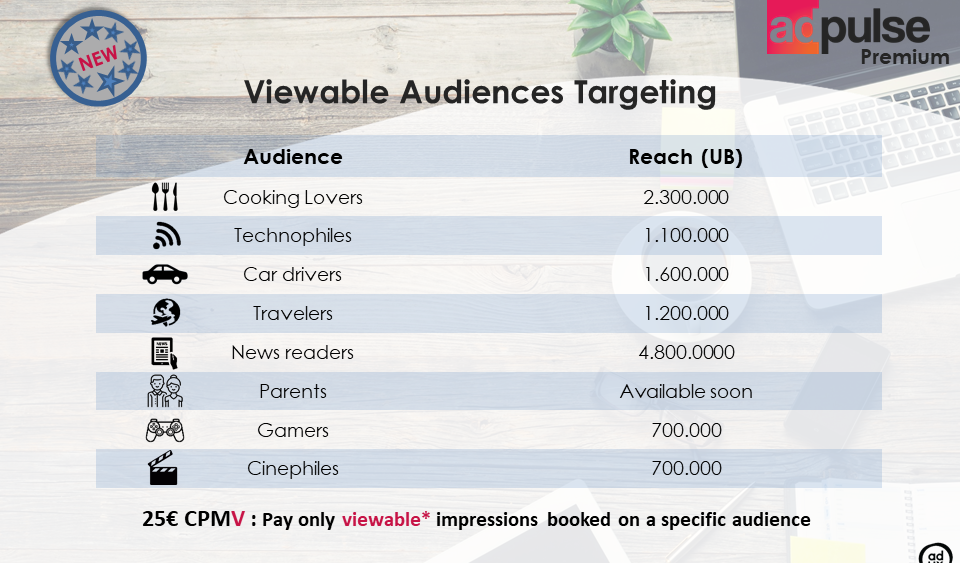 NEW
adpulse
Premium
Viewable Audiences Targeting
Audience Reach (UB)
Cooking Lovers 2.300.000
Technophiles 1.100.000
Car drivers 1.600.000
Travelers 1.200.000
NEWS
News readers 4.800.0000
Parents Available soon
Gamers 700.000
Cinephiles 700.000
25€ CPMV : Pay only viewable* impressions booked on a specific audience
ad